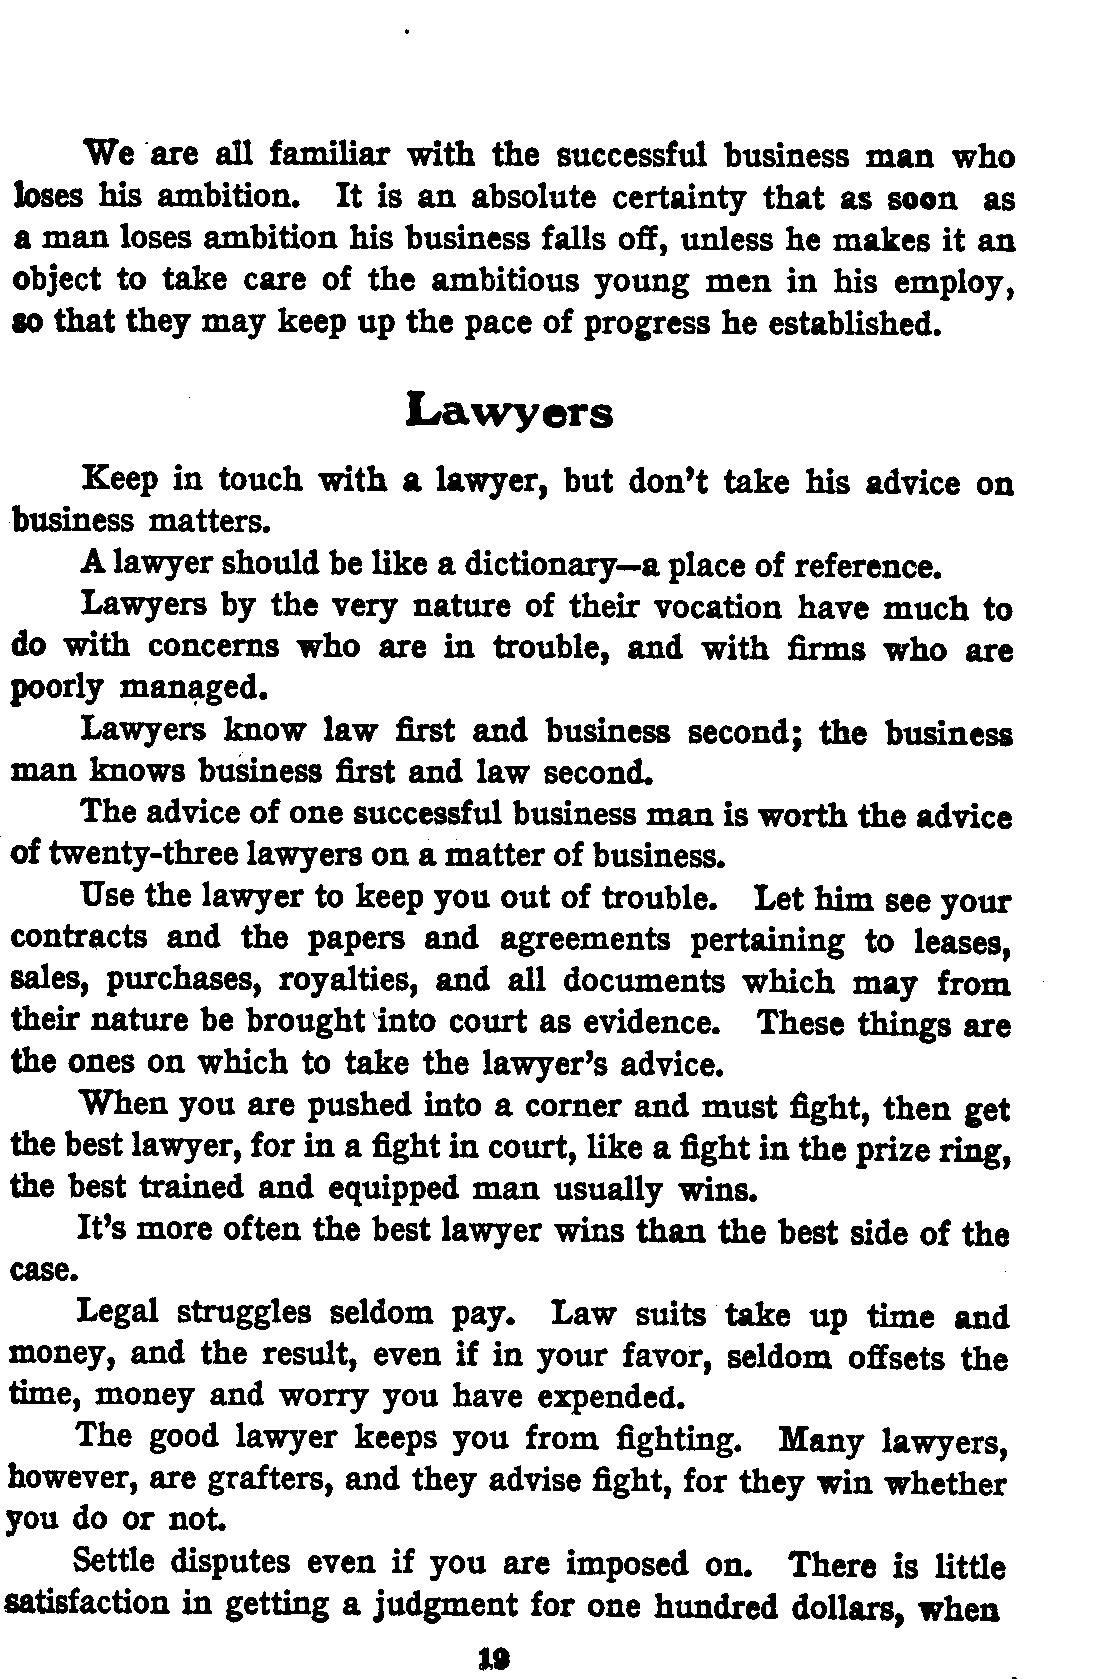 We are all familiar with the successful business man who
loses his ambition. It is an absolute certainty that as soon as
a man loses ambition his business falls off, unless he makes it an
object to take care of the ambitious young men in his employ,
so that they may keep up the pace of progress he established.
Lawyers
Keep in touch with a lawyer, but don't take his advice on
business matters.
A lawyer should be like a dictionary—a place of reference.
Lawyers by the very nature of their vocation have much to
do with concerns who are in trouble, and with firms who are
poorly managed.
Lawyers know law first and business second; the business
man knows business first and law second.
The advice of one successful business man is worth the advice
of twenty-three lawyers on a matter of business.
Use the lawyer to keep you out of trouble. Let him see your
contracts and the papers and agreements pertaining to leases,
sales, purchases, royalties, and all documents which may from
their nature be brought into court as evidence. These things are
the ones on which to take the lawyer's advice.
When you are pushed into a corner and must fight, then get
the best lawyer, for in a fight in court, like a fight in the prize ring,
the best trained and equipped man usually wins.
It's more often the best lawyer wins than the best side of the
case.
Legal struggles seldom pay. Law suits take up time and
money, and the result, even if in your favor, seldom offsets the
time, money and worry you have expended.
The good lawyer keeps you from fighting. Many lawyers,
however, are grafters, and they advise fight, for they win whether
you do or not.
Settle disputes even if you are imposed on. There is little
satisfaction in getting a judgment for one hundred dollars, when
19